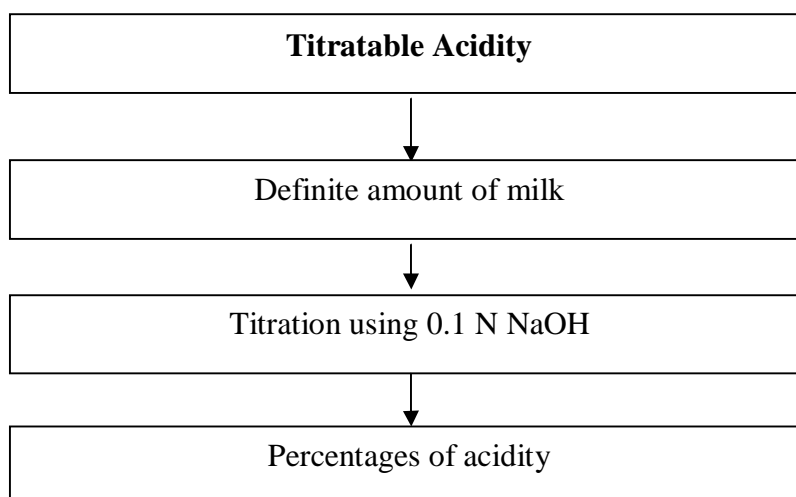 Titratable Acidity
Definite amount of milk
Titration using 0.1 N NaOH
Percentages of acidity